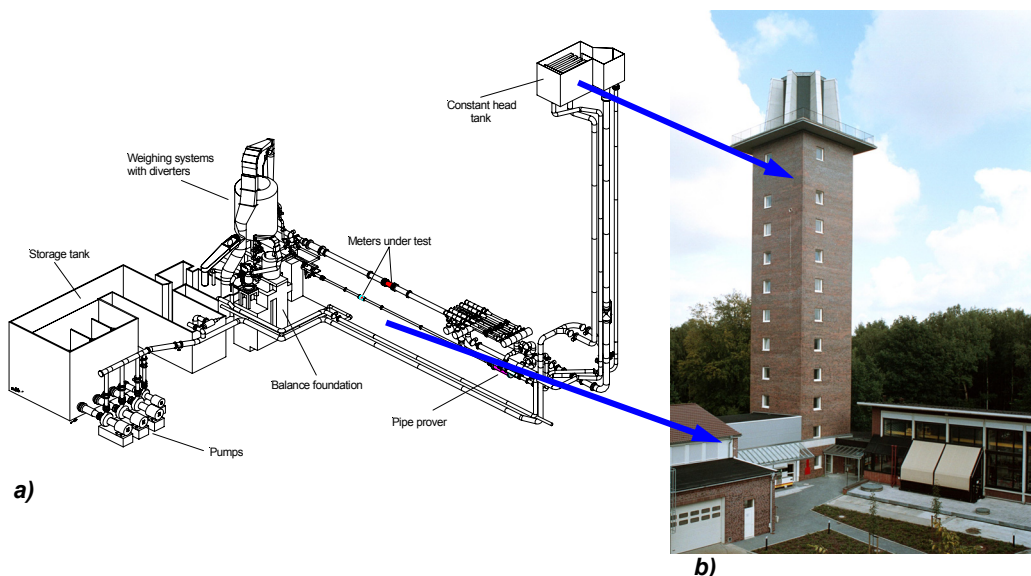 Constant head
tank
Weighing systems
with diverters
Meters under test
Storage tank
Balance foundation
Pipe prover
Pumps
a)
b)